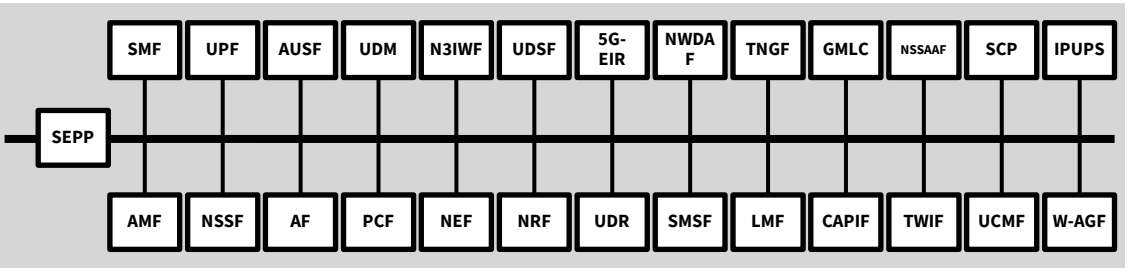 SMF
UPF
AUSF
UDM
N3IWF
UDSF
5G-
EIR
NWDA
F
TNGF
GMLC
NSSAAF
SCP
IPUPS
SEPP
AMF
NSSF
AF
PCF
NEF
NRF
UDR
SMSF
LMF
CAPIF
TWIF
UCMF
W-AGF